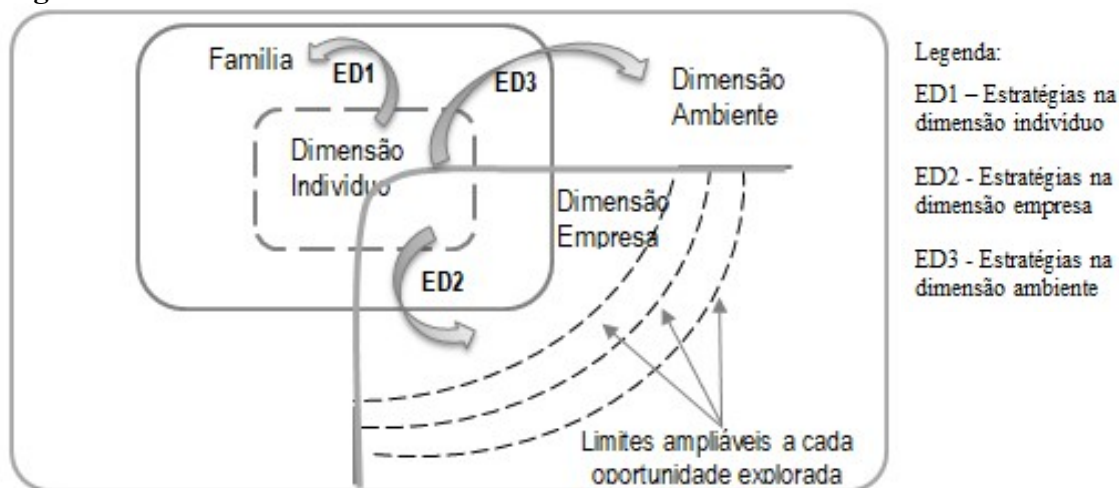 Família
ED1
ED3
Dimensão
Ambiente
Dimensão
Indivíduo
Dimensão
Empresa
ED2
Limites ampliáveis a cada
oportunidade explorada
Legenda:
ED1 – Estratégias na
dimensão indivíduo
ED2 - Estratégias na
dimensão empresa
ED3 - Estratégias na
dimensão ambiente